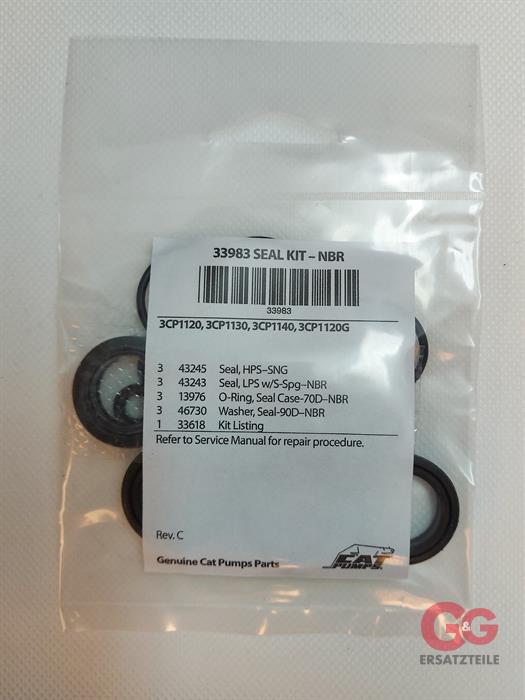 33983 SEAL KIT – NBR
33983
3CP1120, 3CP1130, 3CP1140, 3CP1120G
3 43245 Seal, HPS–SNG
3 43243 Seal, LPS w/S-Spg–NBR
3 13976 O-Ring, Seal Case-70D–NBR
3 46730 Washer, Seal-90D–NBR
1 33618 Kit Listing
Refer to Service Manual for repair procedure.
Rev. C
Genuine Cat Pumps Parts
CAT
PUMPS
G&G
ERSATZTEILE